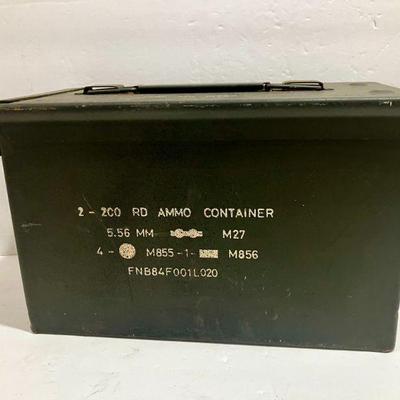 2 - 200 RD AMMO CONTAINER
5.56 MM M27
4 - M855 - 1 - M856
FNB84F001L020